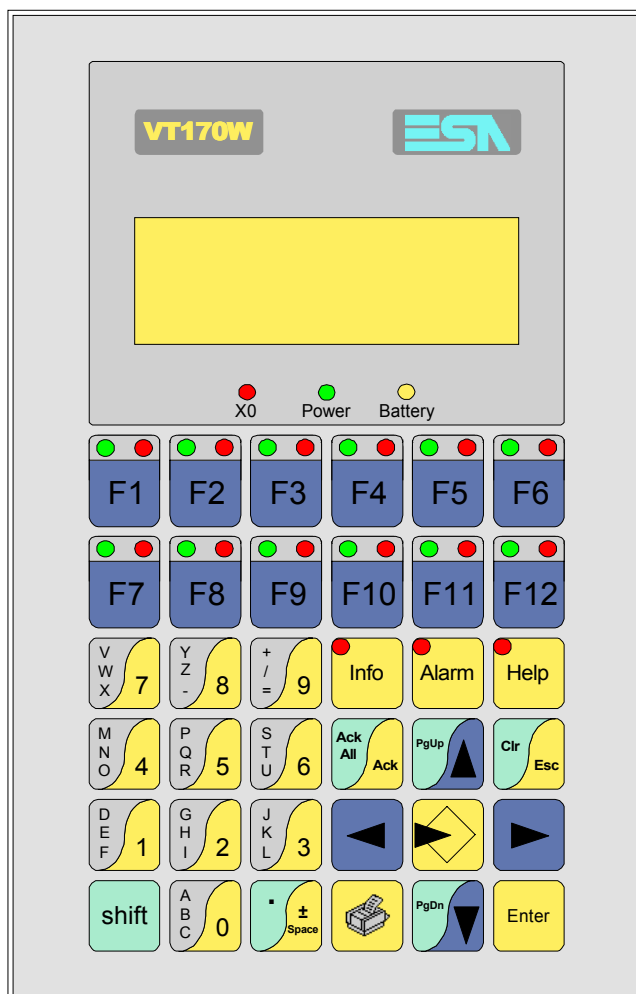 VT170W ESA
X0 Power Battery
F1 F2 F3 F4 F5 F6
F7 F8 F9 F10 F11 F12
V W X 7 Y Z - 8 + / = 9 Info Alarm Help
M N O 4 P Q R 5 S T U 6 Ack All Ack PgUp Clr Esc
D E F 1 G H I 2 J K L 3
shift A B C 0 . ± Space PgDn Enter